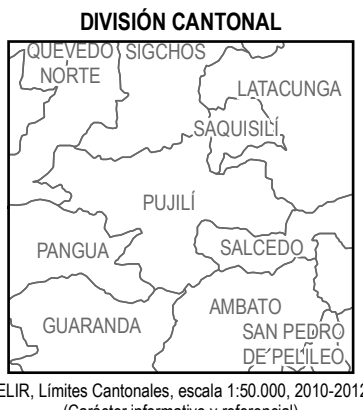 DIVISIÓN CANTONAL
QUEVEDO SIGCHOS
NORTE
LATACUNGA
SAQUISILÍ
PUJILÍ
PANGUA
SALCEDO
AMBATO
GUARANDA
SAN PEDRO
DE PELILEO
ELIR, Límites Cantonales, escala 1:50.000, 2010-2012
(Carácter informativo y referencial)